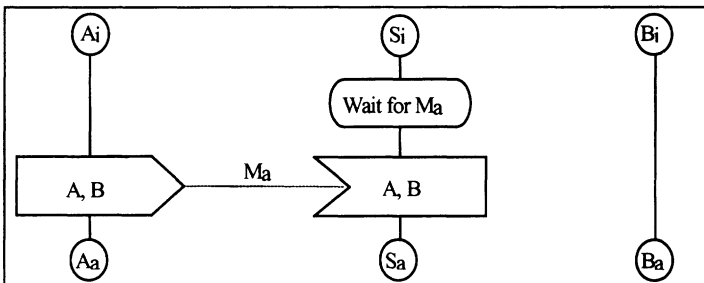 Ai Si Bi
Wait for Ma
Ma
A, B A, B
Aa Sa Ba